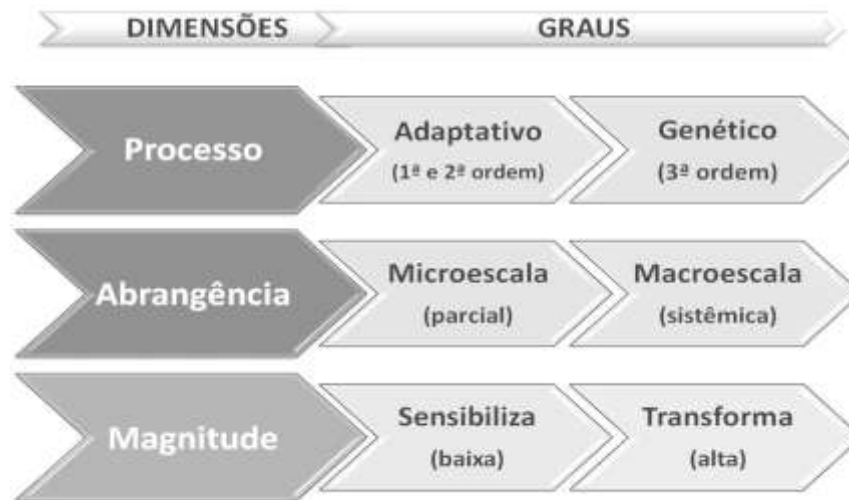 DIMENSÕES GRAUS
Processo
Adaptativo
(1ª e 2ª ordem)
Genético
(3ª ordem)
Abrangência
Microescala
(parcial)
Macroescala
(sistêmica)
Magnitude
Sensibiliza
(baixa)
Transforma
(alta)